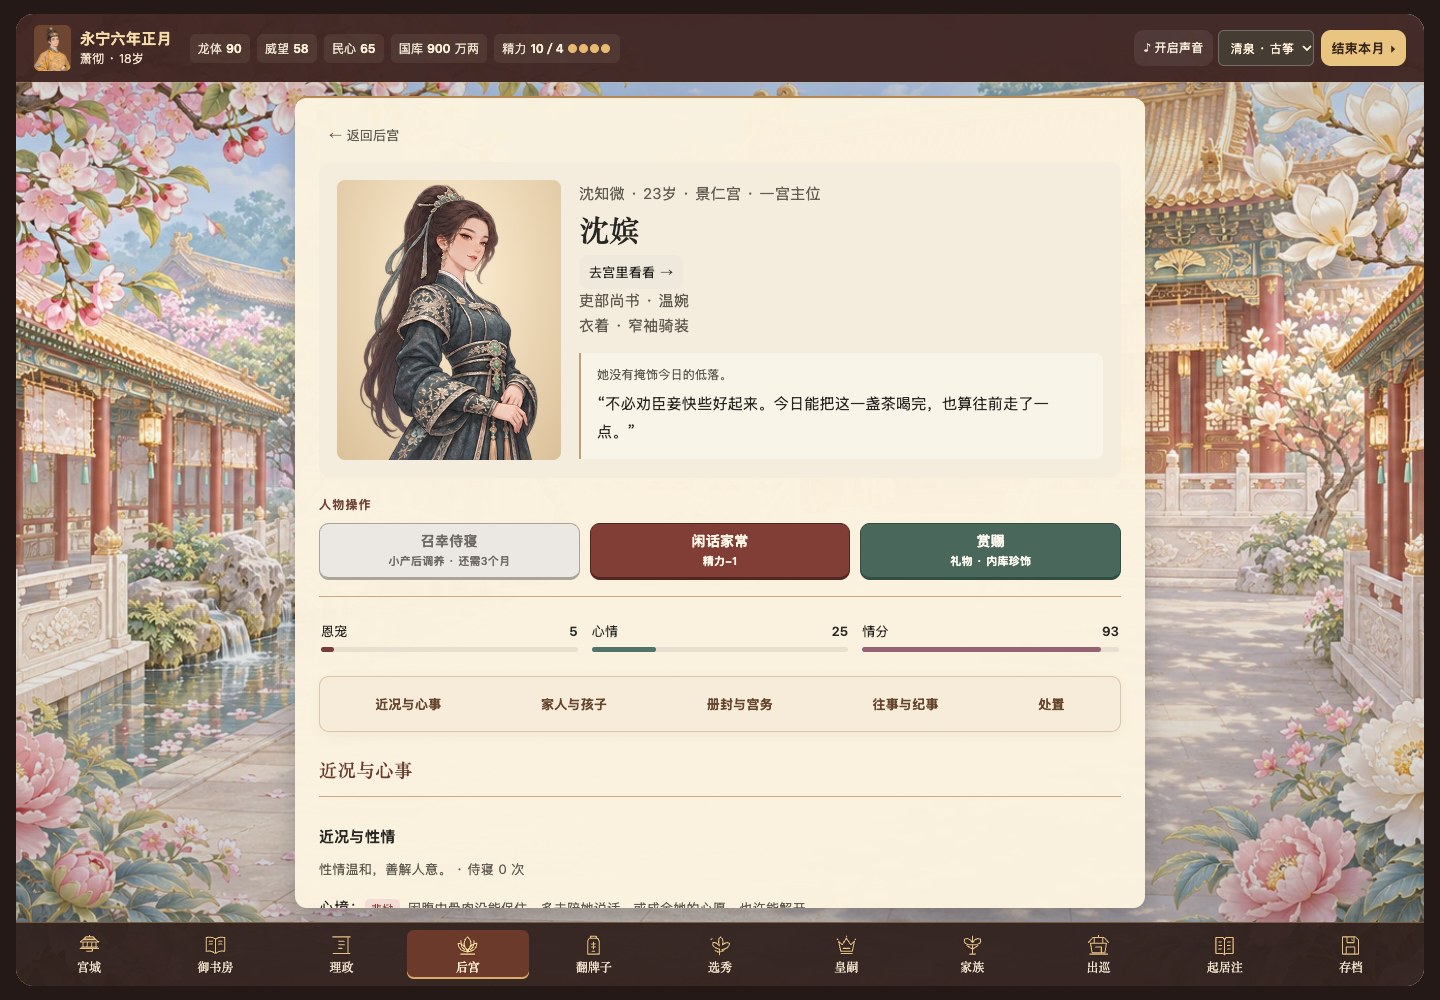 永宁六年正月
萧彻 · 18岁
龙体 90
威望 58
民心 65
国库 900 万两
精力 10 / 4
♪ 开启声音
清泉 · 古筝
结束本月
← 返回后宫
沈知微 · 23岁 · 景仁宫 · 一宫主位
沈嫔
去宫里看看 →
吏部尚书 · 温婉
衣着 · 窄袖骑装
她没有掩饰今日的低落。
“不必劝臣妾快些好起来。今日能把这一盏茶喝完，也算往前走了一
点。”
人物操作
召幸侍寝
小产后调养 · 还需3个月
闲话家常
精力−1
赏赐
礼物 · 内库珍饰
恩宠 5
心情 25
情分 93
近况与心事
家人与孩子
册封与宫务
往事与纪事
处置
近况与心事
近况与性情
性情温和，善解人意。 · 侍寝 0 次
官城
御书房
理政
后宫
翻牌子
选秀
皇嗣
家族
出巡
起居注
存档